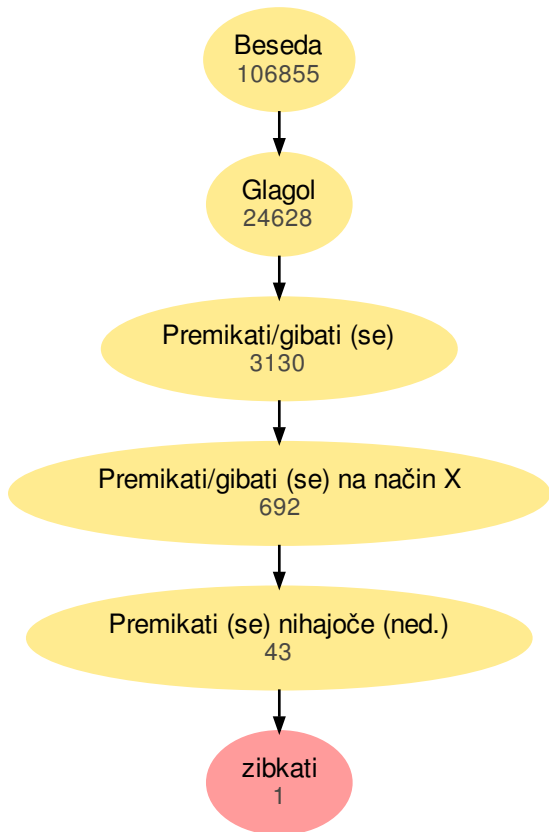 Beseda
106855
Glagol
24628
Premikati/gibati (se)
3130
Premikati/gibati (se) na način X
692
Premikati (se) nihajoče (ned.)
43
zibkati
1